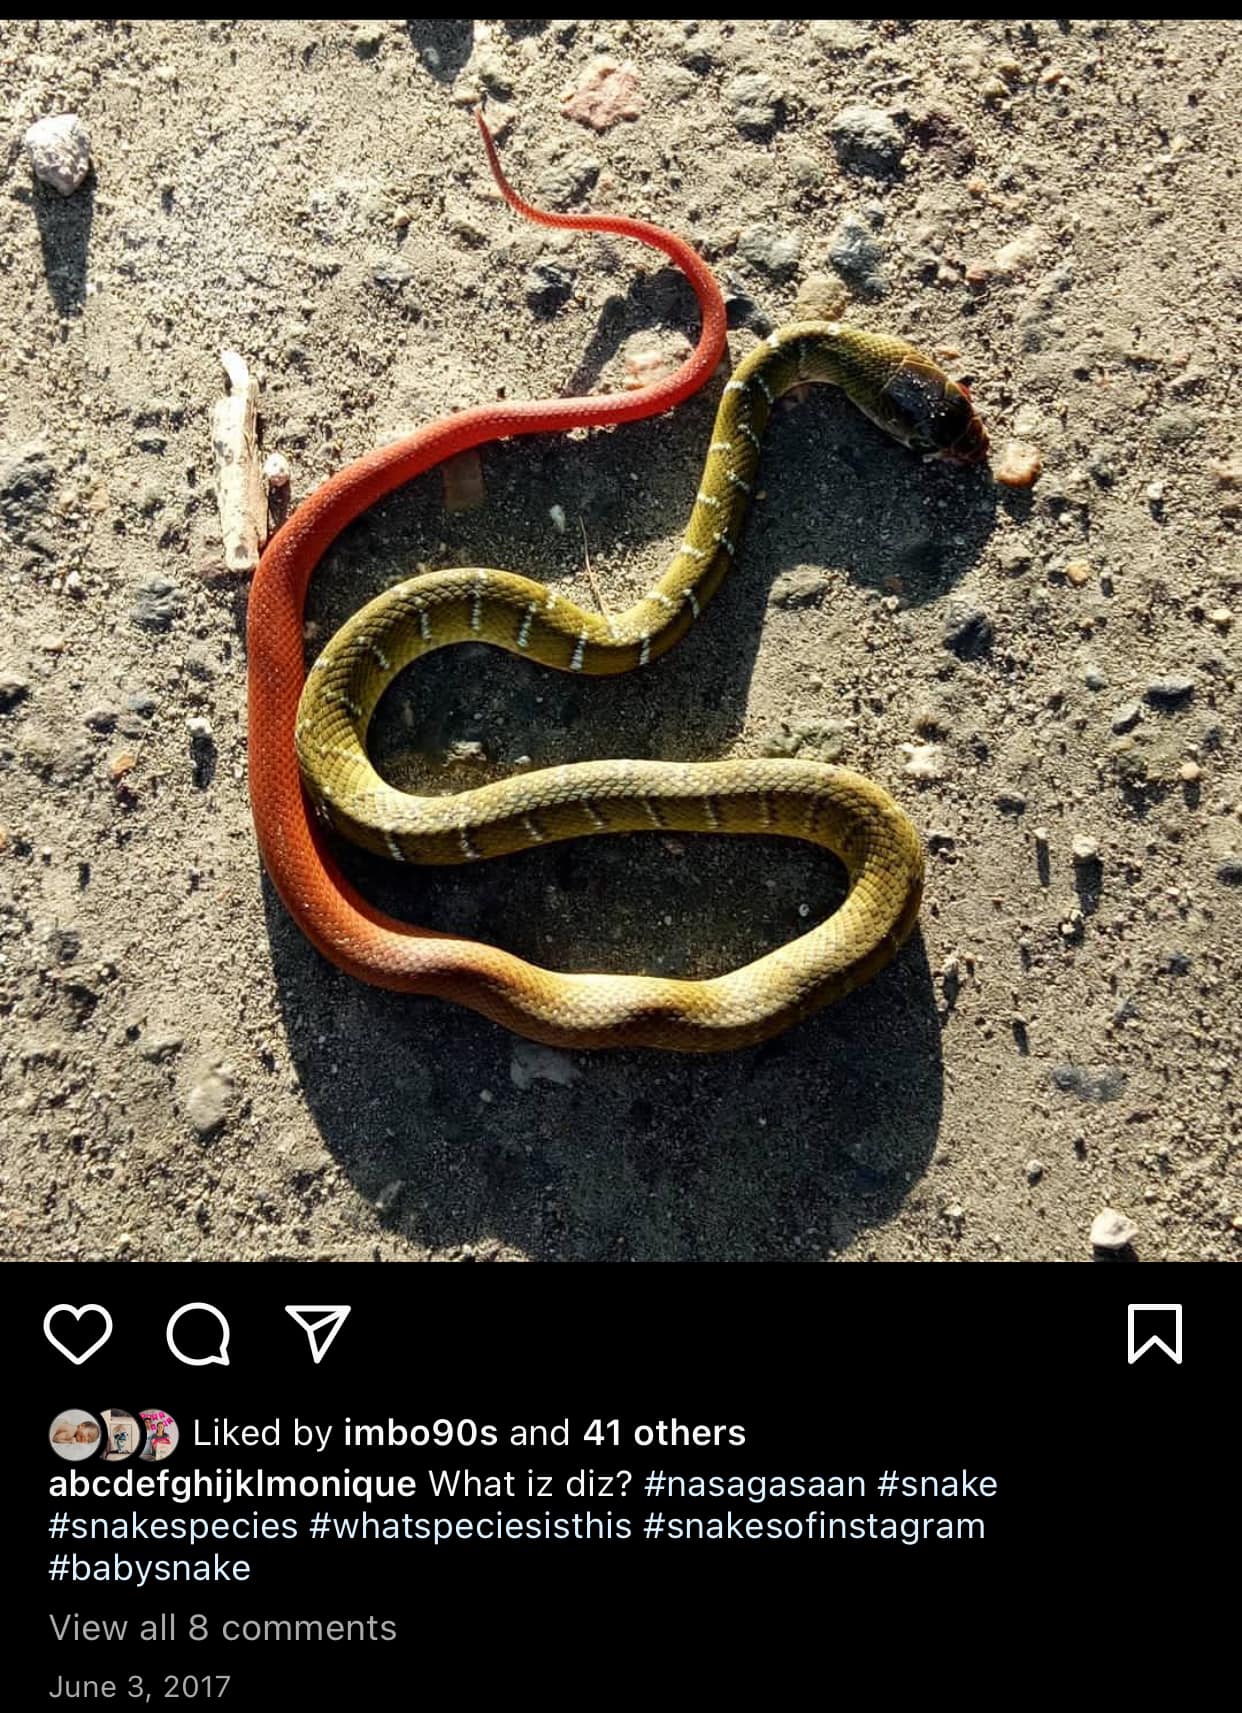 Liked by imbo90s and 41 others
abcdefghijklmonique What iz diz? #nasagasaan #snake
#snakespecies #whatspeciesisthis #snakesofinstagram
#babysnake
View all 8 comments
June 3, 2017